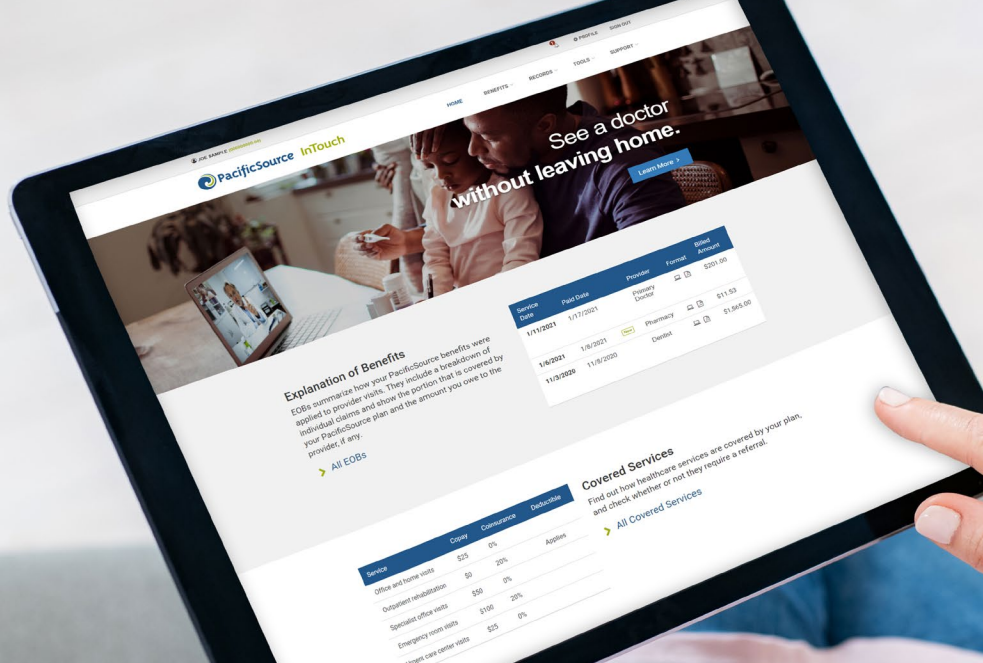 JOE SAMPLE
PROFILE
SIGN OUT
PacificSource InTouch
HOME
BENEFITS
RECORDS
TOOLS
SUPPORT
See a doctor
without leaving home.
Learn More >
Explanation of Benefits
EOBs summarize how your PacificSource benefits were
applied to provider visits. They include a breakdown of
individual claims and show the portion that is covered by
your PacificSource plan and the amount you owe to the
provider, if any.
All EOBs
Service Date Paid Date Provider Format Billed Amount
1/11/2021 1/17/2021 Primary Doctor $201.00
1/6/2021 1/6/2021 Pharmacy $11.53
11/3/2020 11/8/2020 Dentist $1,565.00
Covered Services
Find out how healthcare services are covered by your plan,
and check whether or not they require a referral.
All Covered Services
Service Copay Coinsurance Deductible
Office and home visits $25 0%
Outpatient rehabilitation $0 20% Applies
Specialist office visits $50 0%
Emergency room visits $100 20%
Urgent care center visits $25 0%